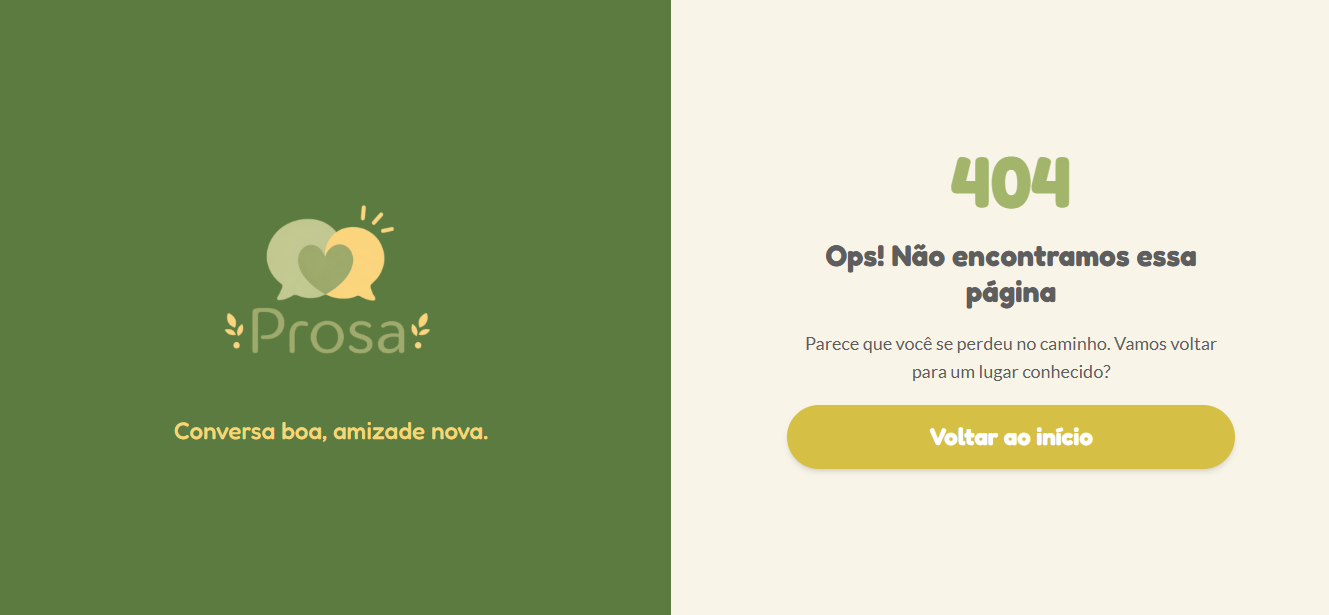 Prosa
Conversa boa, amizade nova.
404
Ops! Não encontramos essa
página
Parece que você se perdeu no caminho. Vamos voltar
para um lugar conhecido?
Voltar ao início